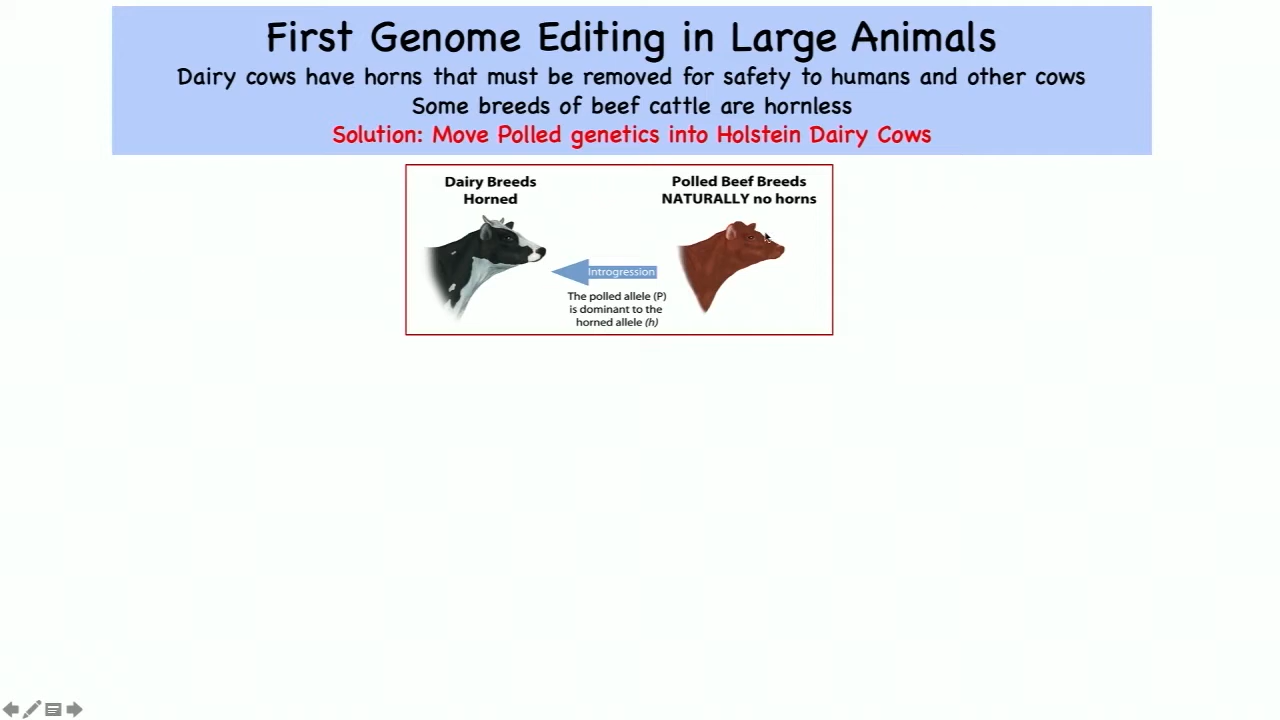 First Genome Editing in Large Animals
Dairy cows have horns that must be removed for safety to humans and other cows
Some breeds of beef cattle are hornless
Solution: Move Polled genetics into Holstein Dairy Cows
Dairy Breeds
Horned
Polled Beef Breeds
NATURALLY no horns
Introgression
The polled allele (P)
is dominant to the
horned allele (h)